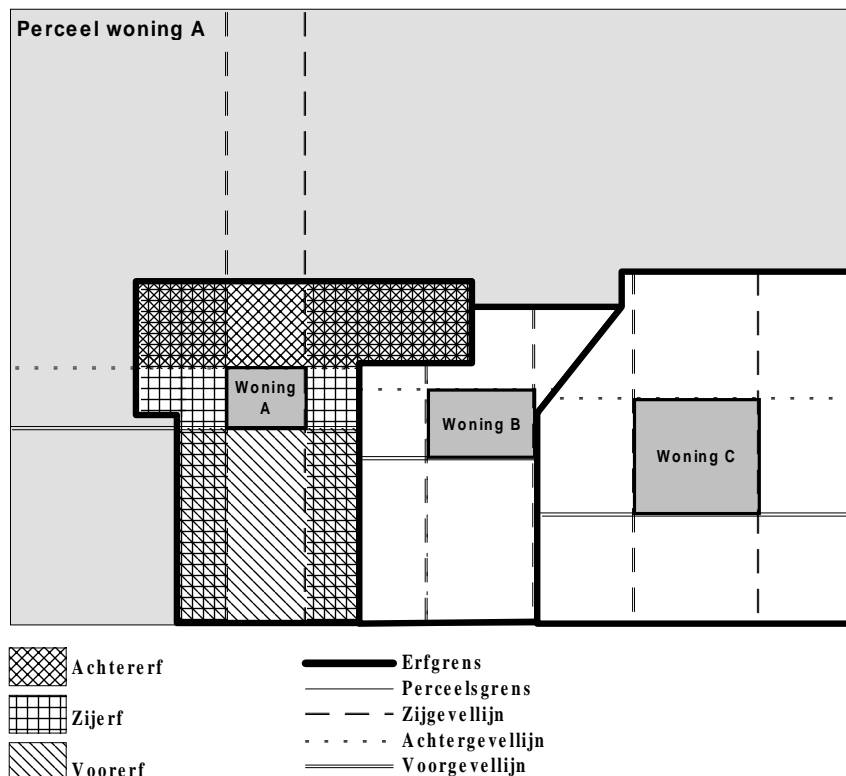 Perceel woning A
Woning
A
Woning B
Woning C
Achtererf
Zijerf
Voorerf
Erfgrens
Perceelsgrens
Zijgevellijn
Achtergevellijn
Voorgevellijn